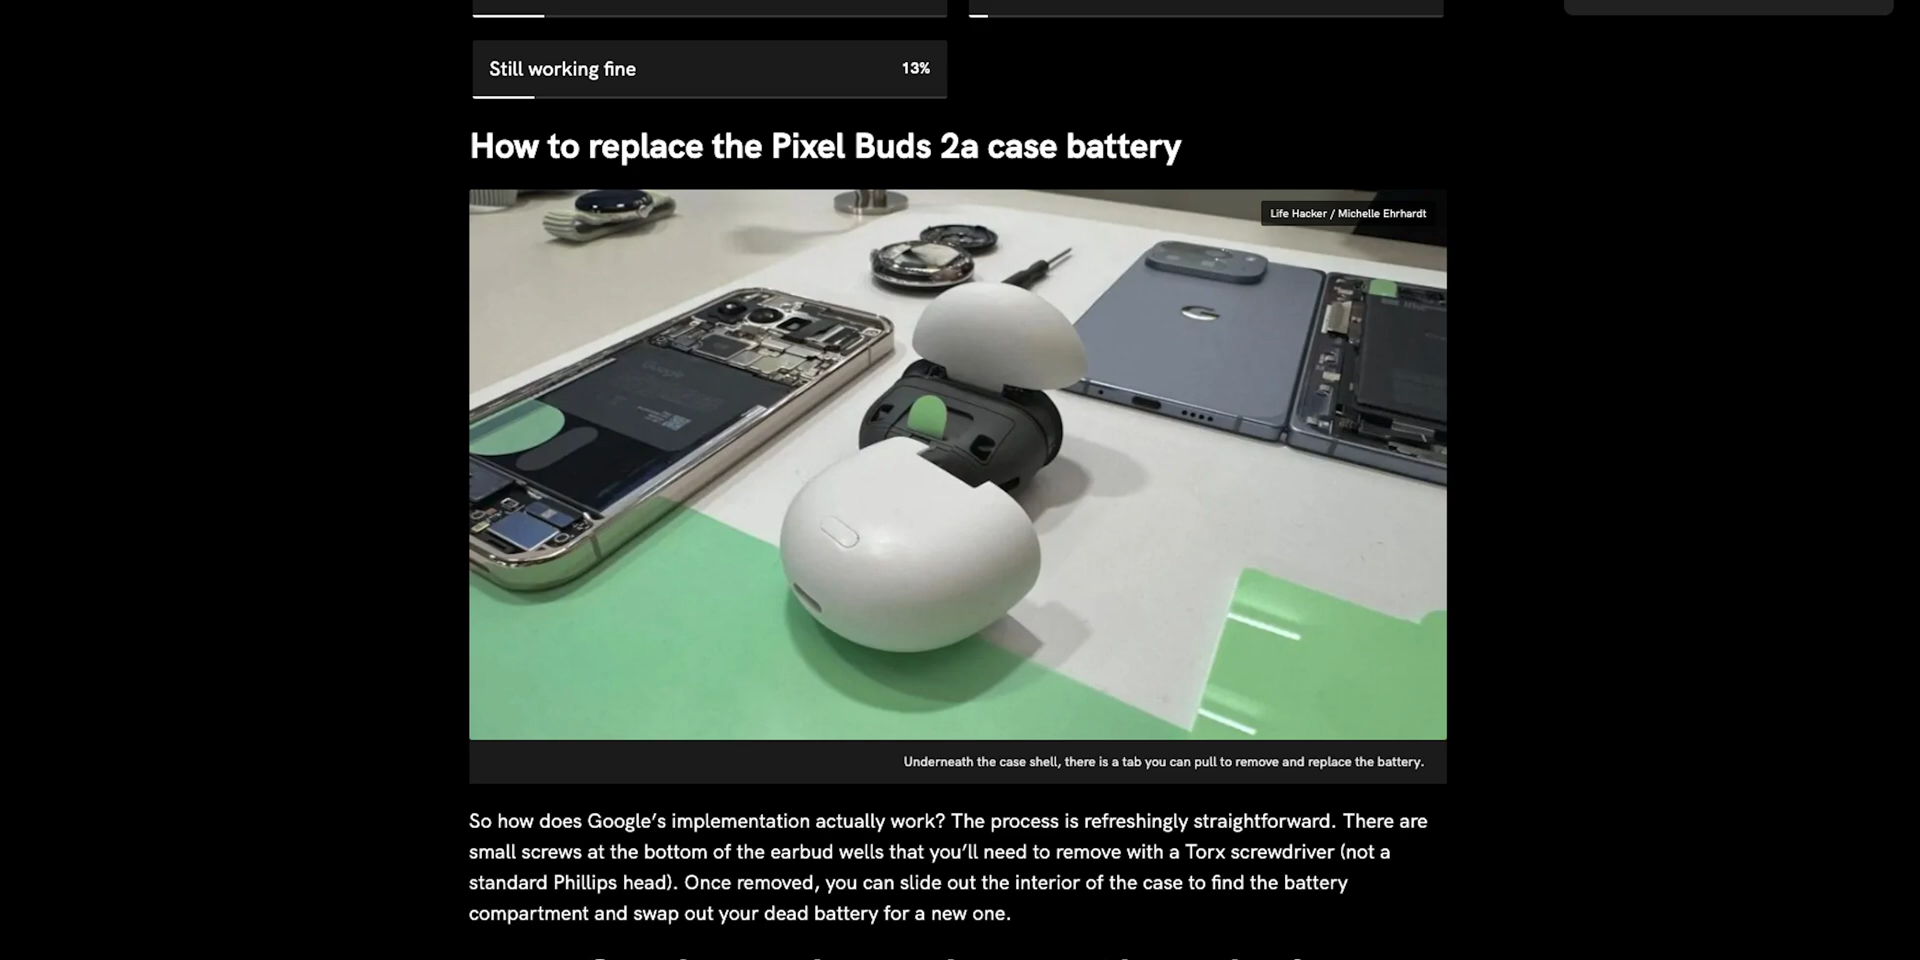 Still working fine
13%
How to replace the Pixel Buds 2a case battery
Life Hacker / Michelle Ehrhardt
Google
Underneath the case shell, there is a tab you can pull to remove and replace the battery.
So how does Google’s implementation actually work? The process is refreshingly straightforward. There are
small screws at the bottom of the earbud wells that you’ll need to remove with a Torx screwdriver (not a
standard Phillips head). Once removed, you can slide out the interior of the case to find the battery
compartment and swap out your dead battery for a new one.